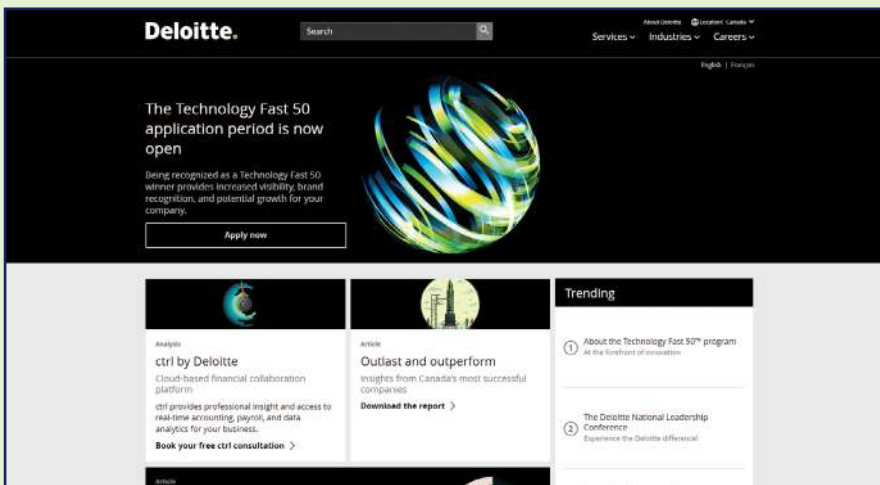 Deloitte.
Search
About Deloitte
Location: Canada
Services
Industries
Careers
English | Français
The Technology Fast 50
application period is now
open
Being recognized as a Technology Fast 50
winner provides increased visibility, brand
recognition, and potential growth for your
company.
Apply now
Analysis
ctrl by Deloitte
Cloud-based financial collaboration
platform
ctrl provides professional insight and access to
real-time accounting, payroll, and data
analytics for your business.
Book your free ctrl consultation >
Article
Outlast and outperform
Insights from Canada's most successful
companies
Download the report >
Trending
1
About the Technology Fast 50™ program
At the forefront of innovation
2
The Deloitte National Leadership
Conference
Experience the Deloitte difference!
Article